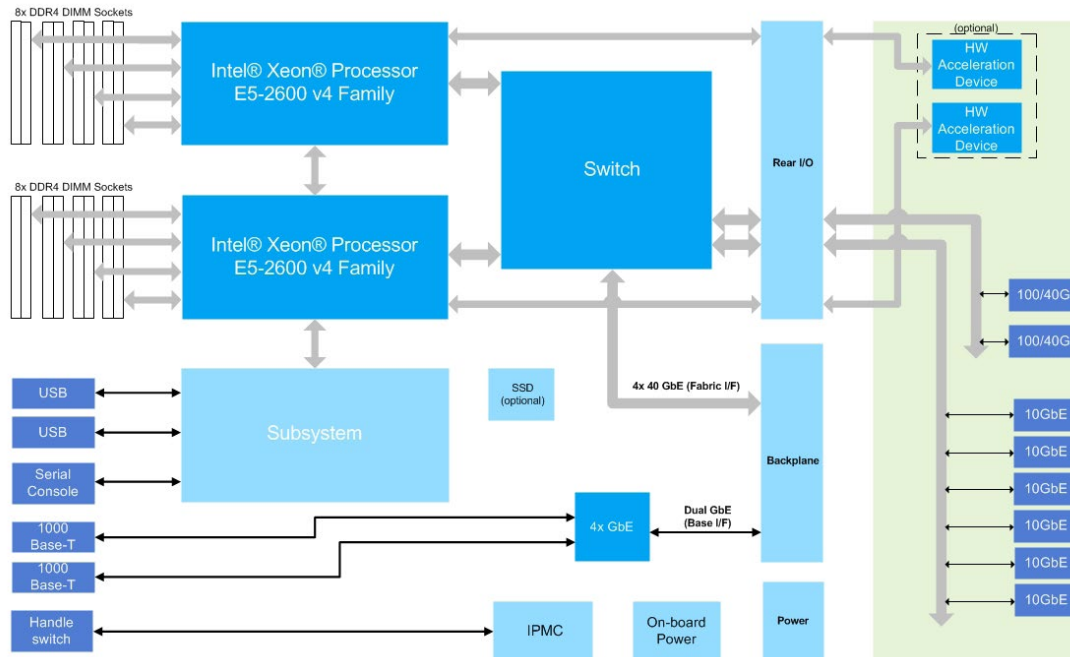 8x DDR4 DIMM Sockets
Intel® Xeon® Processor
E5-2600 v4 Family
Switch
Rear I/O
(optional)
HW
Acceleration
Device
HW
Acceleration
Device
8x DDR4 DIMM Sockets
Intel® Xeon® Processor
E5-2600 v4 Family
100/40G
100/40G
USB
USB
Serial
Console
Subsystem
SSD
(optional)
4x 40 GbE (Fabric I/F)
Backplane
10GbE
10GbE
10GbE
10GbE
10GbE
10GbE
1000
Base-T
1000
Base-T
4x GbE
Dual GbE
(Base I/F)
Handle
switch
IPMC
On-board
Power
Power